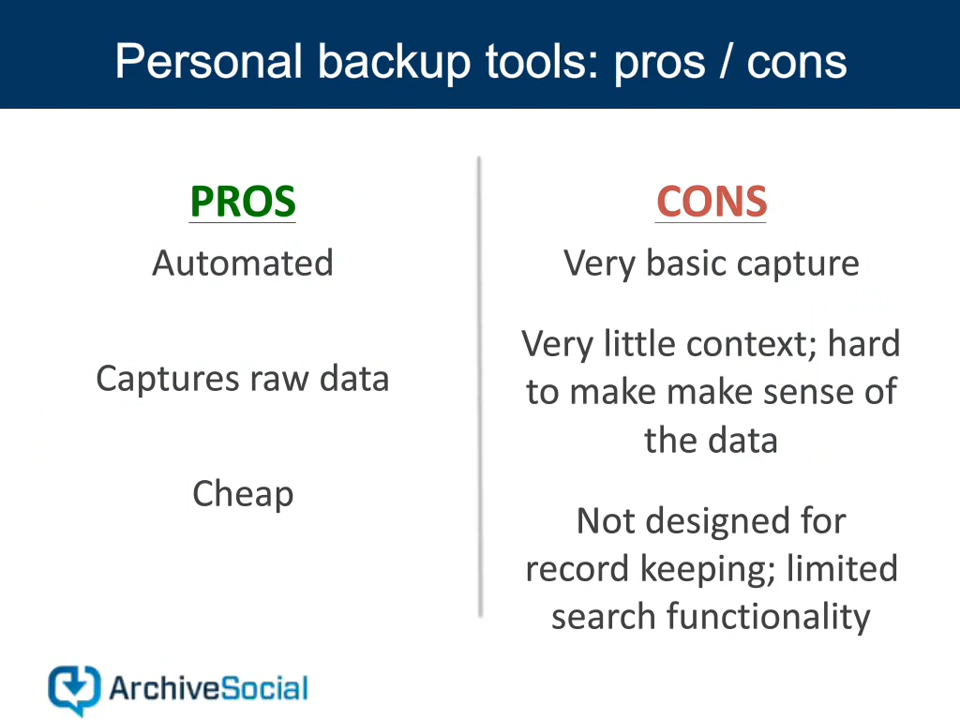 Personal backup tools: pros / cons
PROS
Automated
Captures raw data
Cheap
CONS
Very basic capture
Very little context; hard
to make make sense of
the data
Not designed for
record keeping; limited
search functionality
ArchiveSocial